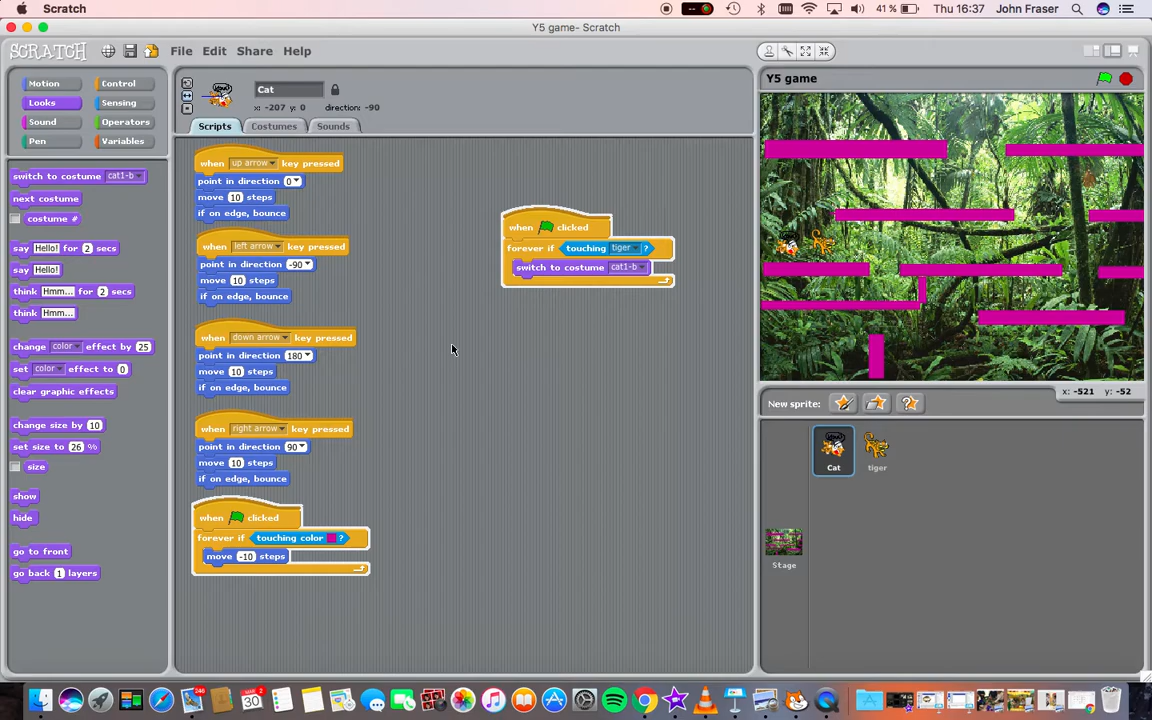 Scratch
41 %
Thu 16:37
John Fraser
Y5 game- Scratch
SCRATCH
File
Edit
Share
Help
Motion
Control
Looks
Sensing
Sound
Operators
Pen
Variables
switch to costume cat1-b
next costume
costume #
say Hello! for 2 secs
say Hello!
think Hmm... for 2 secs
think Hmm...
change color effect by 25
set color effect to 0
clear graphic effects
change size by 10
set size to 26 %
size
show
hide
go to front
go back 1 layers
Cat
x: -207 y: 0 direction: -90
Scripts
Costumes
Sounds
when up arrow key pressed
point in direction 0
move 10 steps
if on edge, bounce
when left arrow key pressed
point in direction -90
move 10 steps
if on edge, bounce
when down arrow key pressed
point in direction 180
move 10 steps
if on edge, bounce
when right arrow key pressed
point in direction 90
move 10 steps
if on edge, bounce
when clicked
forever if touching color ?
move -10 steps
when clicked
forever if touching tiger ?
switch to costume cat1-b
Y5 game
x: -521 y: -52
New sprite:
Cat
tiger
Stage